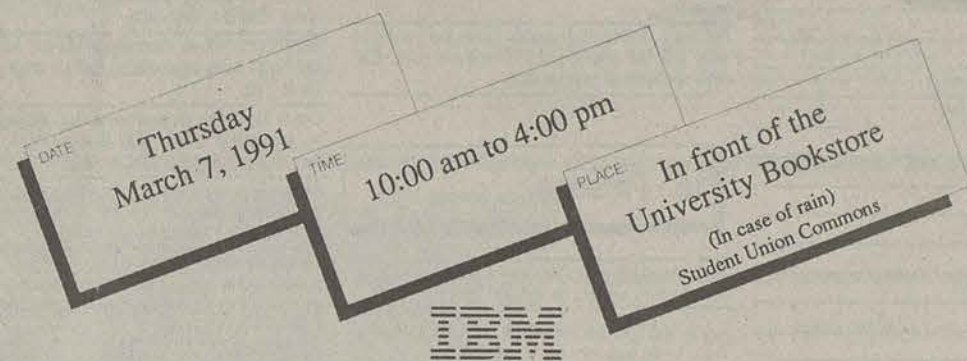 DATE
Thursday
March 7, 1991
TIME
10:00 am to 4:00 pm
PLACE
In front of the
University Bookstore
(In case of rain)
Student Union Commons
IBM